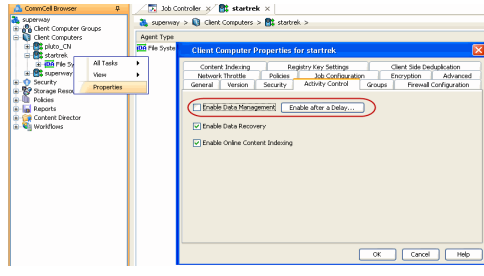 CommCell Browser
superway
Client Computer Groups
Client Computers
pluto_CN
startrek
File Sy
superway
Security
Storage Resou
Policies
Reports
Content Director
Workflows
All Tasks
View
Properties
Job Controller
startrek
superway > Client Computers > startrek >
Agent Type
File Syste
Client Computer Properties for startrek
Content Indexing Registry Key Settings Client Side Deduplication
Network Throttle Policies Job Configuration Encryption Advanced
General Version Security Activity Control Groups Firewall Configuration
Enable Data Management Enable after a Delay...
Enable Data Recovery
Enable Online Content Indexing
OK Cancel Help